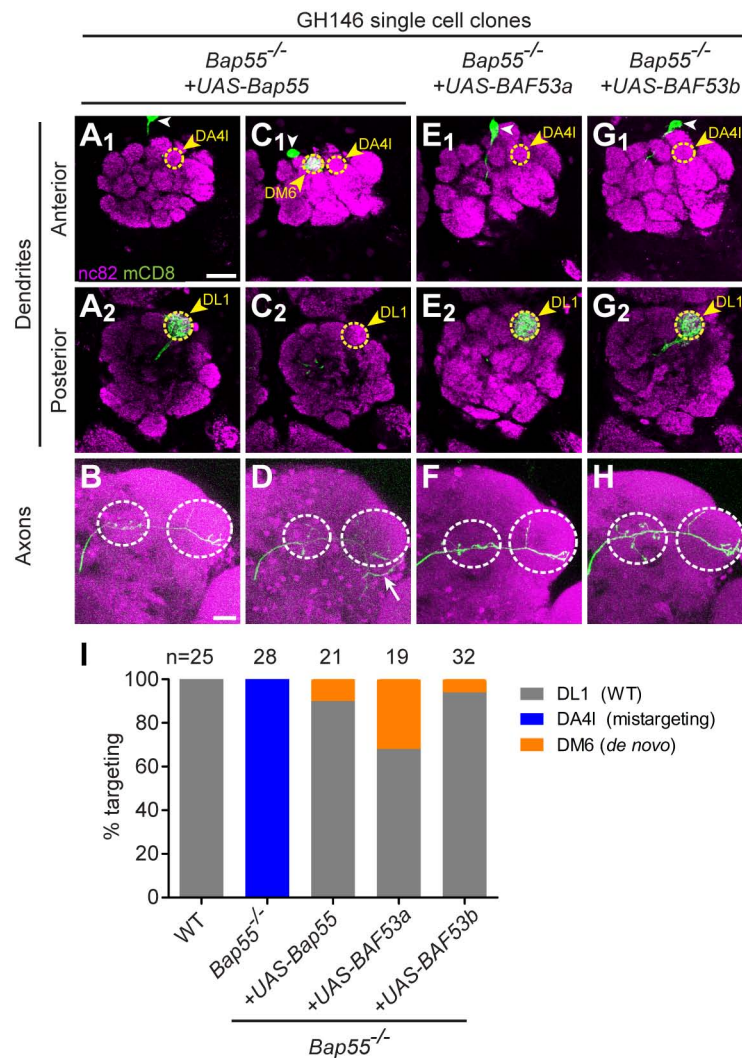 GH146 single cell clones
Bap55-/-
+UAS-Bap55
Bap55-/-
+UAS-BAF53a
Bap55-/-
+UAS-BAF53b
Dendrites
Anterior
A1
DA4l
nc82 mCD8
C1
DA4l
DM6
E1
DA4l
G1
DA4l
Posterior
A2
DL1
C2
DL1
E2
DL1
G2
DL1
Axons
B
D
F
H
I
n=25 28 21 19 32
% targeting
100
80
60
40
20
0
DL1 (WT)
DA4l (mistargeting)
DM6 (de novo)
WT
Bap55-/-
+UAS-Bap55
+UAS-BAF53a
+UAS-BAF53b
Bap55-/-